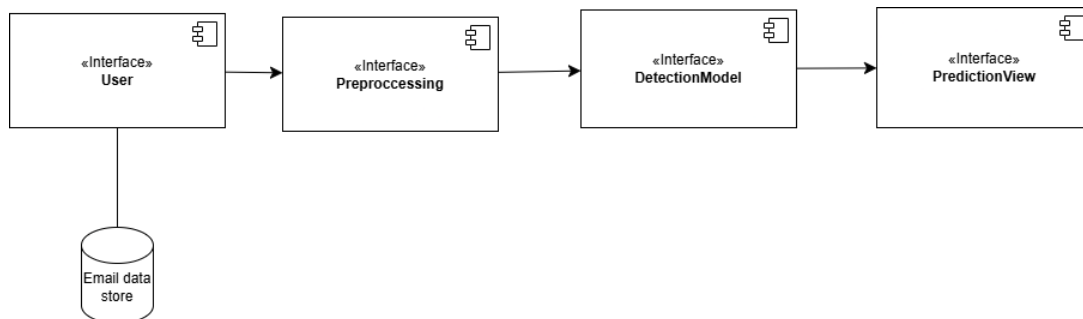 «Interface»
User
«Interface»
Preproccessing
«Interface»
DetectionModel
«Interface»
PredictionView
Email data
store